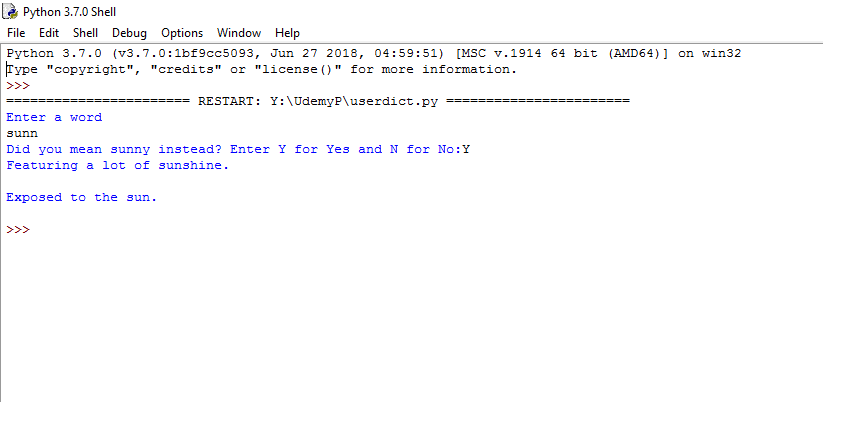 Python 3.7.0 Shell
File Edit Shell Debug Options Window Help
Python 3.7.0 (v3.7.0:1bf9cc5093, Jun 27 2018, 04:59:51) [MSC v.1914 64 bit (AMD64)] on win32
Type "copyright", "credits" or "license()" for more information.
>>>
======================= RESTART: Y:\UdemyP\userdict.py =======================
Enter a word
sunn
Did you mean sunny instead? Enter Y for Yes and N for No:Y
Featuring a lot of sunshine.
Exposed to the sun.
>>>